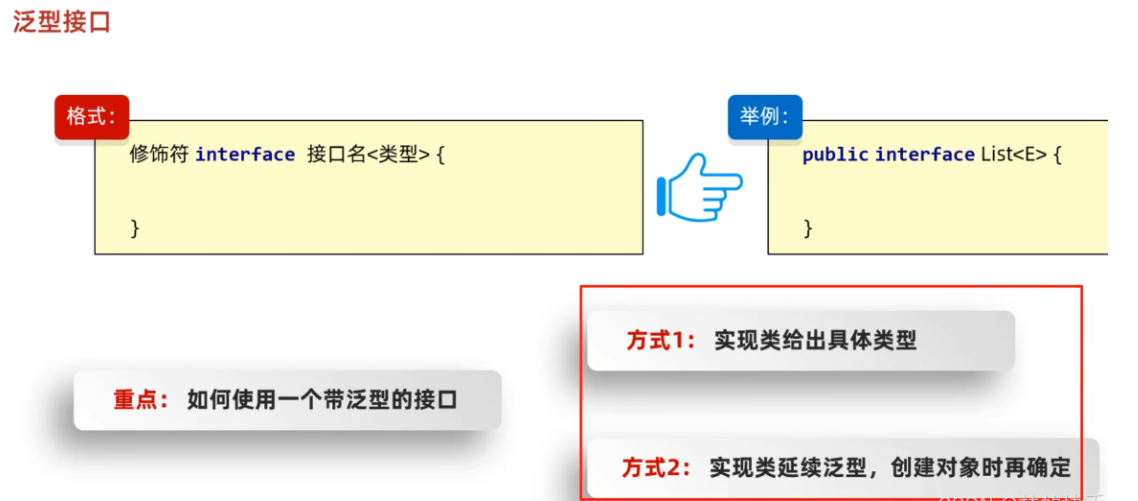 泛型接口
格式：
修饰符 interface 接口名<类型> {
}
举例：
public interface List<E> {
}
重点： 如何使用一个带泛型的接口
方式1： 实现类给出具体类型
方式2： 实现类延续泛型，创建对象时再确定